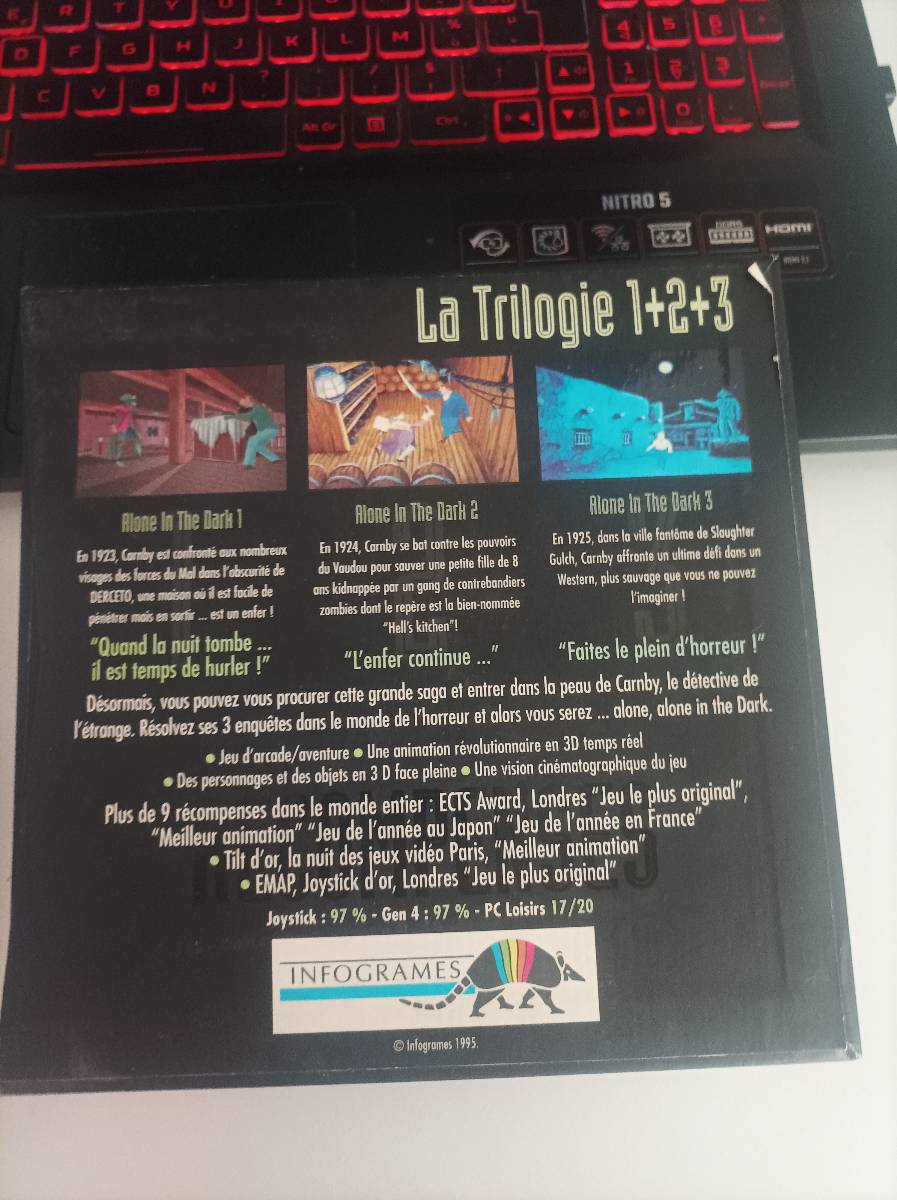 E R T Y U
D F G H J K L M %
C V B N ? . / §
4 5 6
1 2 3
Alt Gr Ctrl 0
NITRO 5
HDMI
La Trilogie 1+2+3
Alone In The Dark 1
En 1923, Carnby est confronté aux nombreux
visages des forces du Mal dans l'obscurité de
DERCETO, une maison où il est facile de
pénétrer mais en sortir ... est un enfer !
"Quand la nuit tombe ...
il est temps de hurler !"
Alone In The Dark 2
En 1924, Carnby se bat contre les pouvoirs
du Vaudou pour sauver une petite fille de 8
ans kidnappée par un gang de contrebandiers
zombies dont le repère est la bien-nommée
"Hell's kitchen"!
"L'enfer continue ..."
Alone In The Dark 3
En 1925, dans la ville fantôme de Slaughter
Gulch, Carnby affronte un ultime défi dans un
Western, plus sauvage que vous ne pouvez
l'imaginer !
"Faites le plein d'horreur !"
Désormais, vous pouvez vous procurer cette grande saga et entrer dans la peau de Carnby, le détective de
l'étrange. Résolvez ses 3 enquêtes dans le monde de l'horreur et alors vous serez ... alone, alone in the Dark.
● Jeu d'arcade/aventure ● Une animation révolutionnaire en 3D temps réel
● Des personnages et des objets en 3 D face pleine ● Une vision cinématographique du jeu
Plus de 9 récompenses dans le monde entier : ECTS Award, Londres "Jeu le plus original",
"Meilleur animation" "Jeu de l'année au Japon" "Jeu de l'année en France"
● Tilt d'or, la nuit des jeux vidéo Paris, "Meilleur animation"
● EMAP, Joystick d'or, Londres "Jeu le plus original"
Joystick : 97 % - Gen 4 : 97 % - PC Loisirs 17/20
INFOGRAMES
© Infogrames 1995.